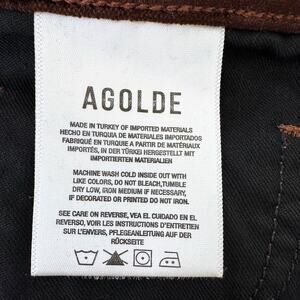 AGOLDE
MADE IN TURKEY OF IMPORTED MATERIALS
HECHO EN TURQUIA DE MATERIALES IMPORTADOS
FABRIQUÉ EN TURQUIE A PARTIR DE MATÉRIAUX
IMPORTÉS, IN DER TÜRKEI HERGESTELLT MIT
IMPORTIERTEN MATERIALIEN
MACHINE WASH COLD INSIDE OUT WITH
LIKE COLORS, DO NOT BLEACH,TUMBLE
DRY LOW, IRON MEDIUM IF NECESSARY,
IF DECORATED OR PRINTED DO NOT IRON.
SEE CARE ON REVERSE, VEA EL CUIDADO EN EL
REVERSO, VOIR LES INSTRUCTIONS D'ENTRETIEN
SUR L'ENVERS, PFLEGEANLEITUNG AUF DER
RÜCKSEITE